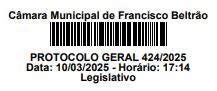 Câmara Municipal de Francisco Beltrão
PROTOCOLO GERAL 424/2025
Data: 10/03/2025 - Horário: 17:14
Legislativo